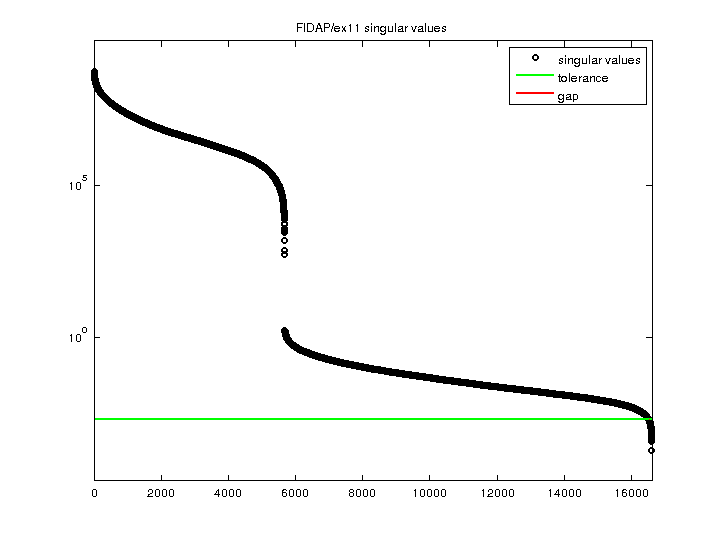 FIDAP/ex11 singular values
singular values
tolerance
gap
10^5
10^0
0 2000 4000 6000 8000 10000 12000 14000 16000